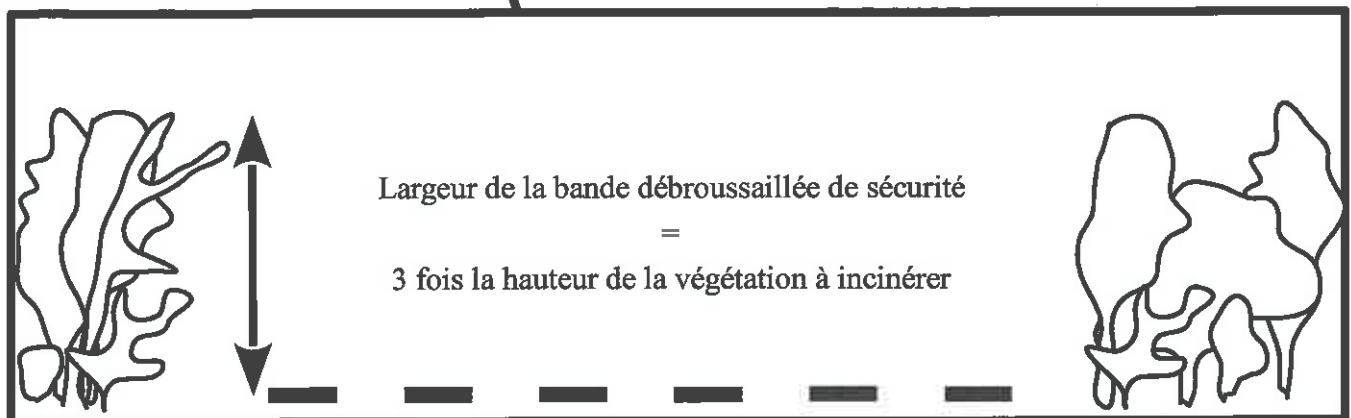 Largeur de la bande débroussaillée de sécurité
=
3 fois la hauteur de la végétation à incinérer